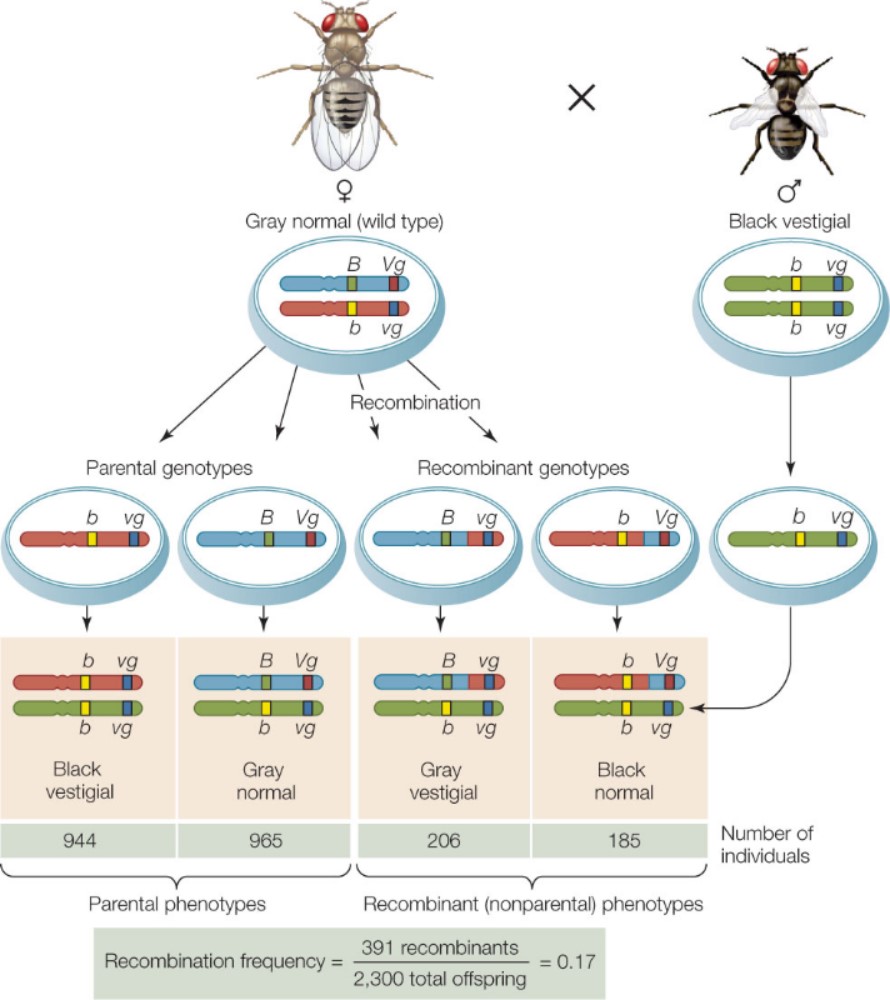 ♀
×
♂
Gray normal (wild type)
Black vestigial
B Vg
b vg
b vg
b vg
Recombination
Parental genotypes
Recombinant genotypes
b vg
B Vg
B vg
b Vg
b vg
b vg
B Vg
B vg
b Vg
b vg
b vg
b vg
b vg
Black
vestigial
Gray
normal
Gray
vestigial
Black
normal
944
965
206
185
Number of
individuals
Parental phenotypes
Recombinant (nonparental) phenotypes
Recombination frequency = 391 recombinants / 2,300 total offspring = 0.17